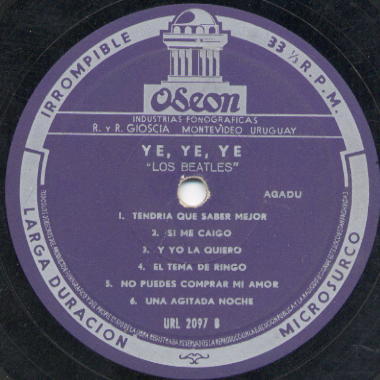 IRROMPIBLE
33 ⅓ R.P.M.
Odeon
INDUSTRIAS FONOGRAFICAS
R. y R. GIOSCIA MONTEVIDEO URUGUAY
YE, YE, YE
"LOS BEATLES"
AGADU
1. TENDRIA QUE SABER MEJOR
2. SI ME CAIGO
3. Y YO LA QUIERO
4. EL TEMA DE RINGO
5. NO PUEDES COMPRAR MI AMOR
6. UNA AGITADA NOCHE
URL 2097 B
LARGA DURACION
MICROSURCO